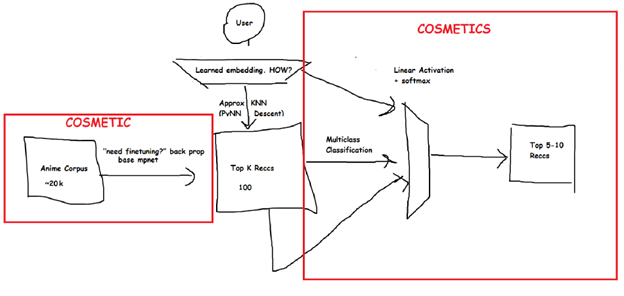 User
COSMETICS
Learned embedding. HOW?
Linear Activation
+ softmax
Approx KNN
(PyNN Descent)
COSMETIC
"need finetuning?" back prop
base mpnet
Anime Corpus
~20k
Top K Reccs
100
Multiclass
Classification
Top 5-10
Reccs